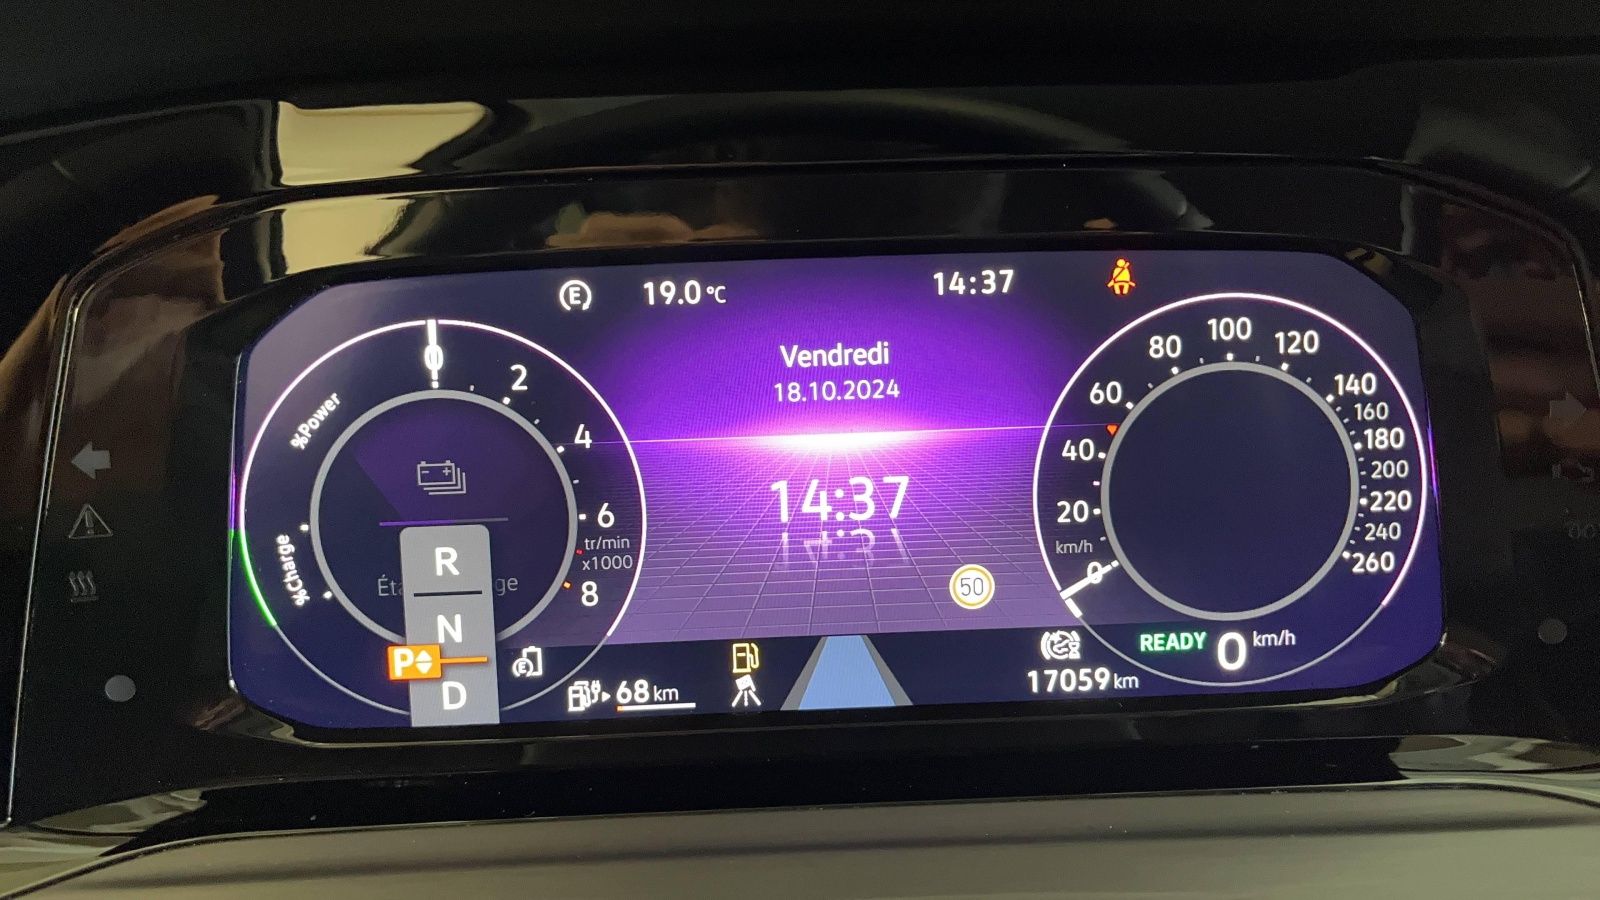 E
19.0 °C
14:37
Vendredi
18.10.2024
14:37
50
%Power
%Charge
0
2
4
6
8
tr/min
x1000
R
N
P
D
E
68 km
0
20
40
60
80
100
120
140
160
180
200
220
240
260
km/h
READY 0 km/h
17059 km